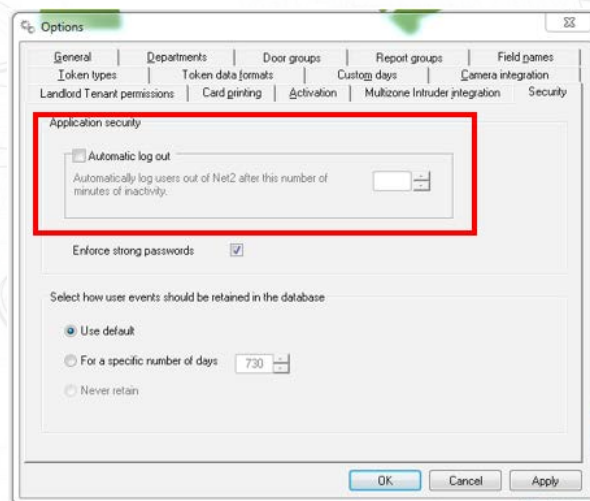 Options
General Departments Door groups Report groups Field names
Token types Token data formats Custom days Camera integration
Landlord Tenant permissions Card printing Activation Multizone Intruder integration Security
Application security
Automatic log out
Automatically log users out of Net2 after this number of
minutes of inactivity.
Enforce strong passwords
Select how user events should be retained in the database
Use default
For a specific number of days 730
Never retain
OK Cancel Apply